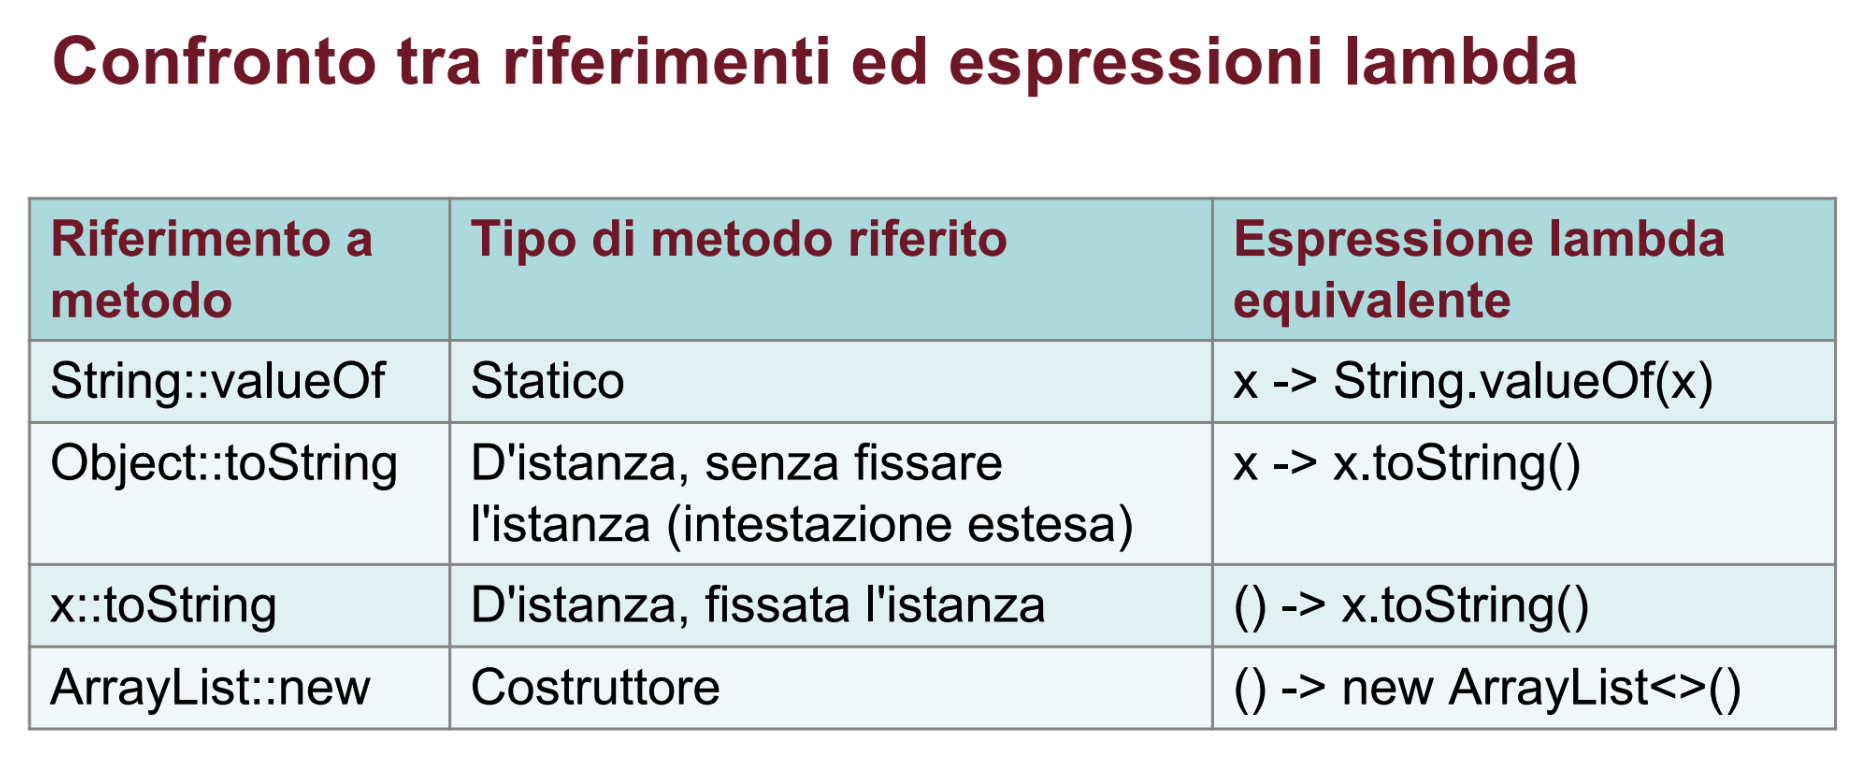 Confronto tra riferimenti ed espressioni lambda
Riferimento a
metodo
Tipo di metodo riferito
Espressione lambda
equivalente
String::valueOf
Statico
x -> String.valueOf(x)
Object::toString
D'istanza, senza fissare
l'istanza (intestazione estesa)
x -> x.toString()
x::toString
D'istanza, fissata l'istanza
() -> x.toString()
ArrayList::new
Costruttore
() -> new ArrayList<>()